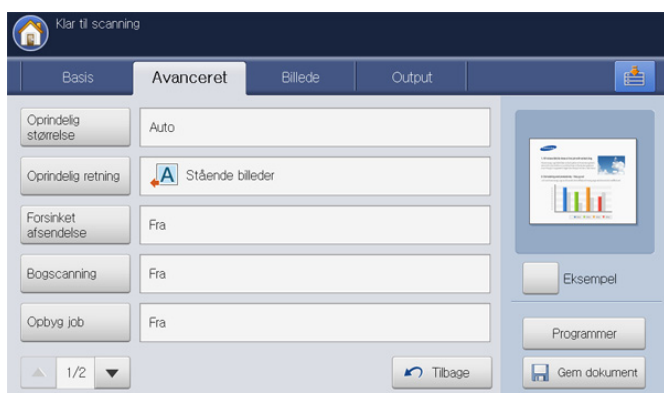 Klar til scanning
Basis
Avanceret
Billede
Output
Oprindelig
størrelse
Auto
Oprindelig retning
A
Stående billeder
Forsinket
afsendelse
Fra
Bogscanning
Fra
Opbyg job
Fra
1/2
Tilbage
Eksempel
Programmer
Gem dokument